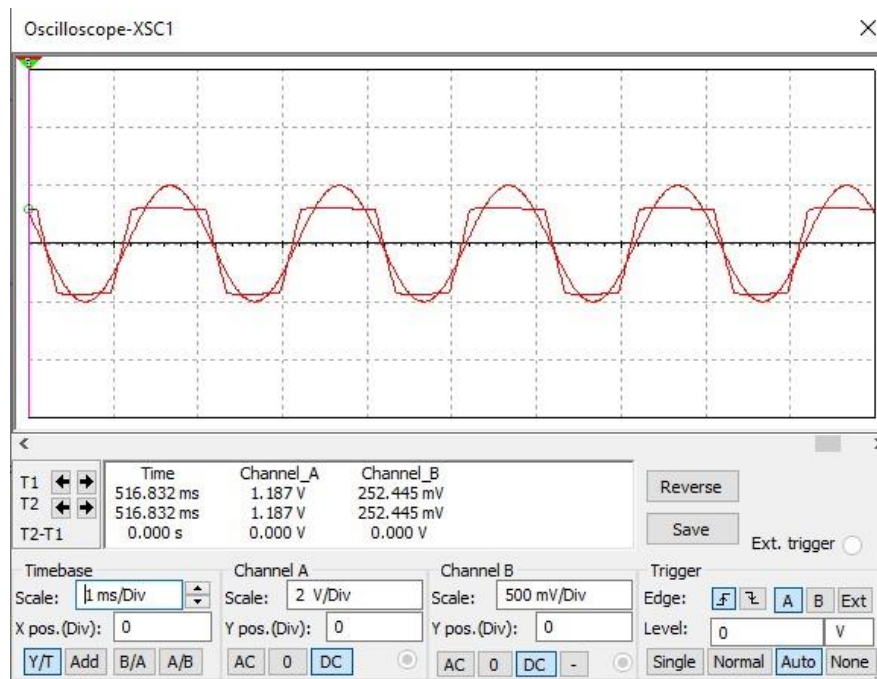 Oscilloscope-XSC1
T1
T2
T2-T1
Time Channel_A Channel_B
516.832 ms 1.187 V 252.445 mV
516.832 ms 1.187 V 252.445 mV
0.000 s 0.000 V 0.000 V
Reverse
Save
Ext. trigger
Timebase
Scale: 1 ms/Div
X pos.(Div): 0
Y/T Add B/A A/B
Channel A
Scale: 2 V/Div
Y pos.(Div): 0
AC 0 DC
Channel B
Scale: 500 mV/Div
Y pos.(Div): 0
AC 0 DC -
Trigger
Edge: A B Ext
Level: 0 V
Single Normal Auto None